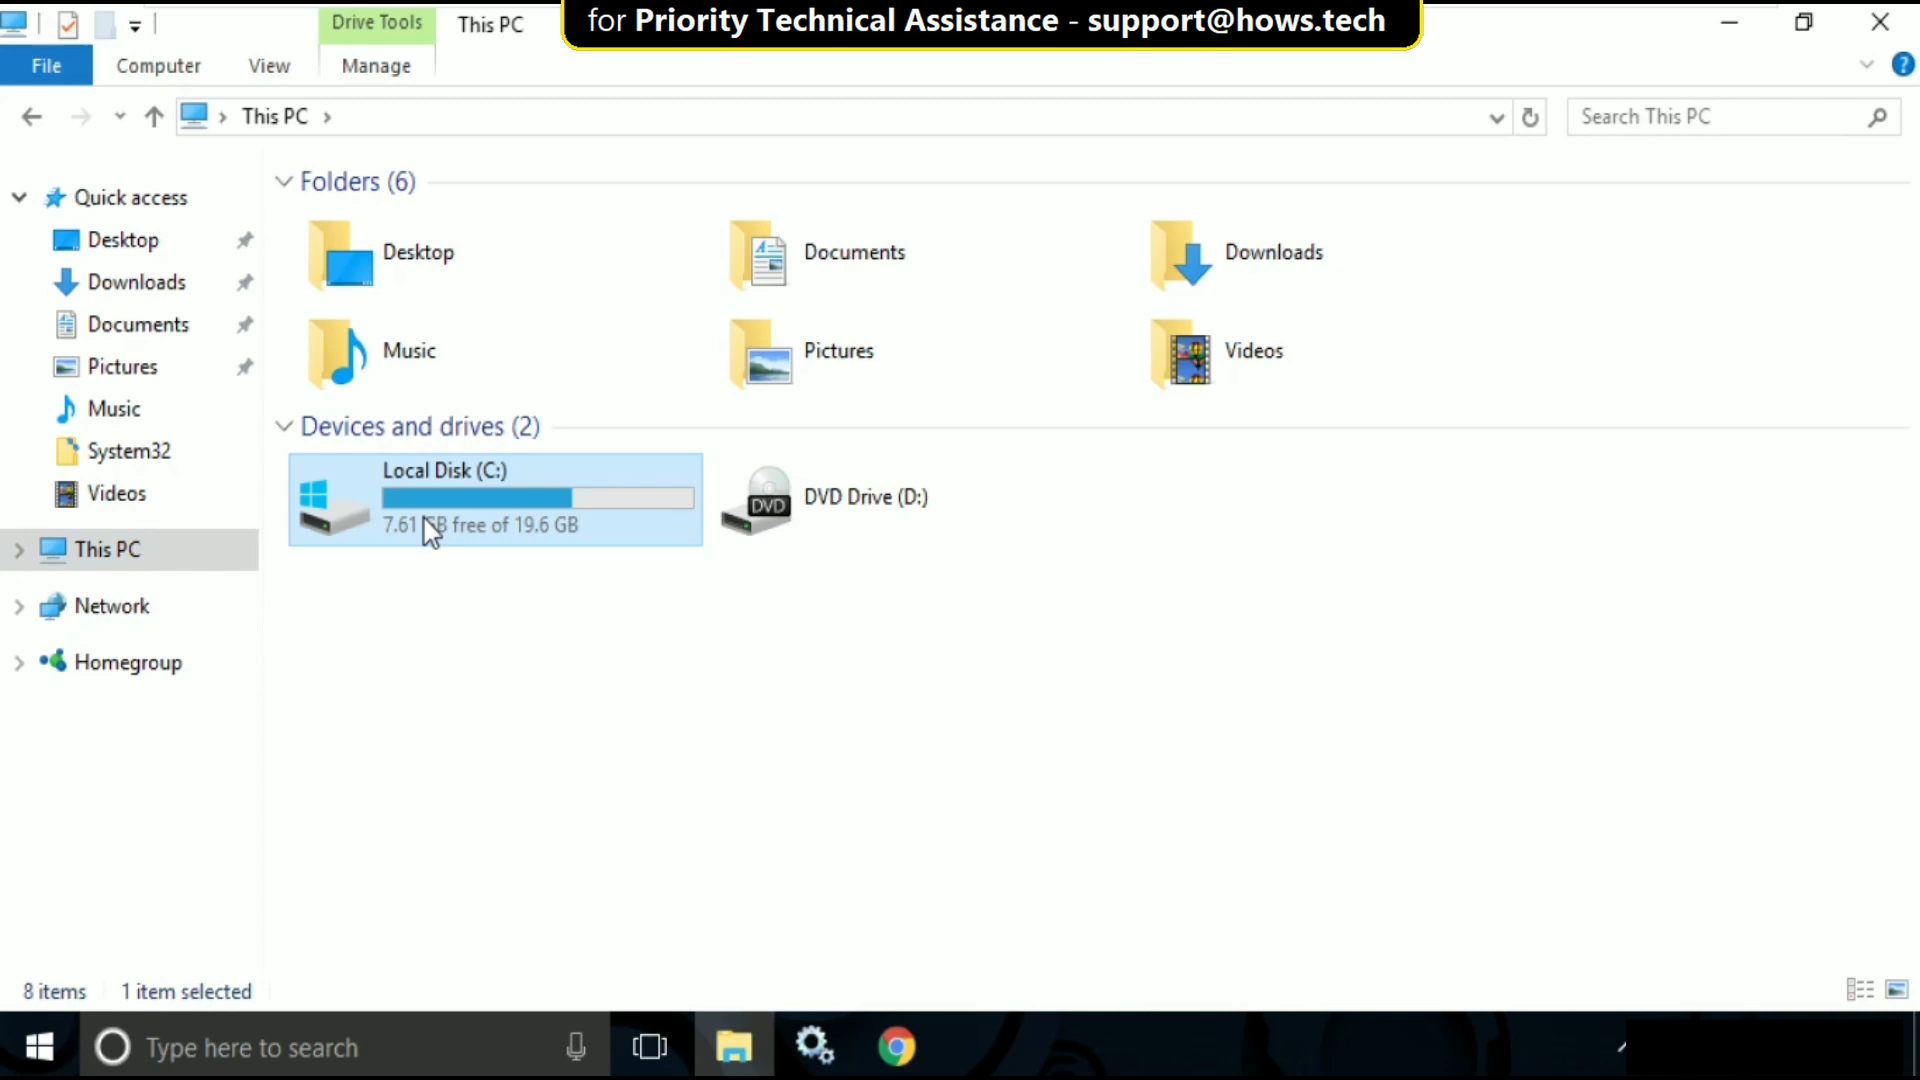 for Priority Technical Assistance - support@hows.tech
Drive Tools
This PC
File
Computer
View
Manage
This PC
Search This PC
Quick access
Desktop
Downloads
Documents
Pictures
Music
System32
Videos
This PC
Network
Homegroup
Folders (6)
Desktop
Documents
Downloads
Music
Pictures
Videos
Devices and drives (2)
Local Disk (C:)
7.61 GB free of 19.6 GB
DVD
DVD Drive (D:)
8 items
1 item selected
Type here to search